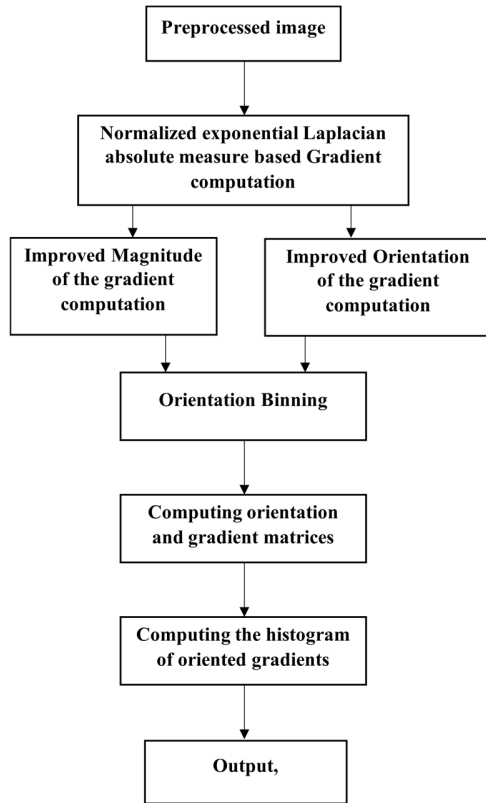 Preprocessed image
Normalized exponential Laplacian
absolute measure based Gradient
computation
Improved Magnitude
of the gradient
computation
Improved Orientation
of the gradient
computation
Orientation Binning
Computing orientation
and gradient matrices
Computing the histogram
of oriented gradients
Output,